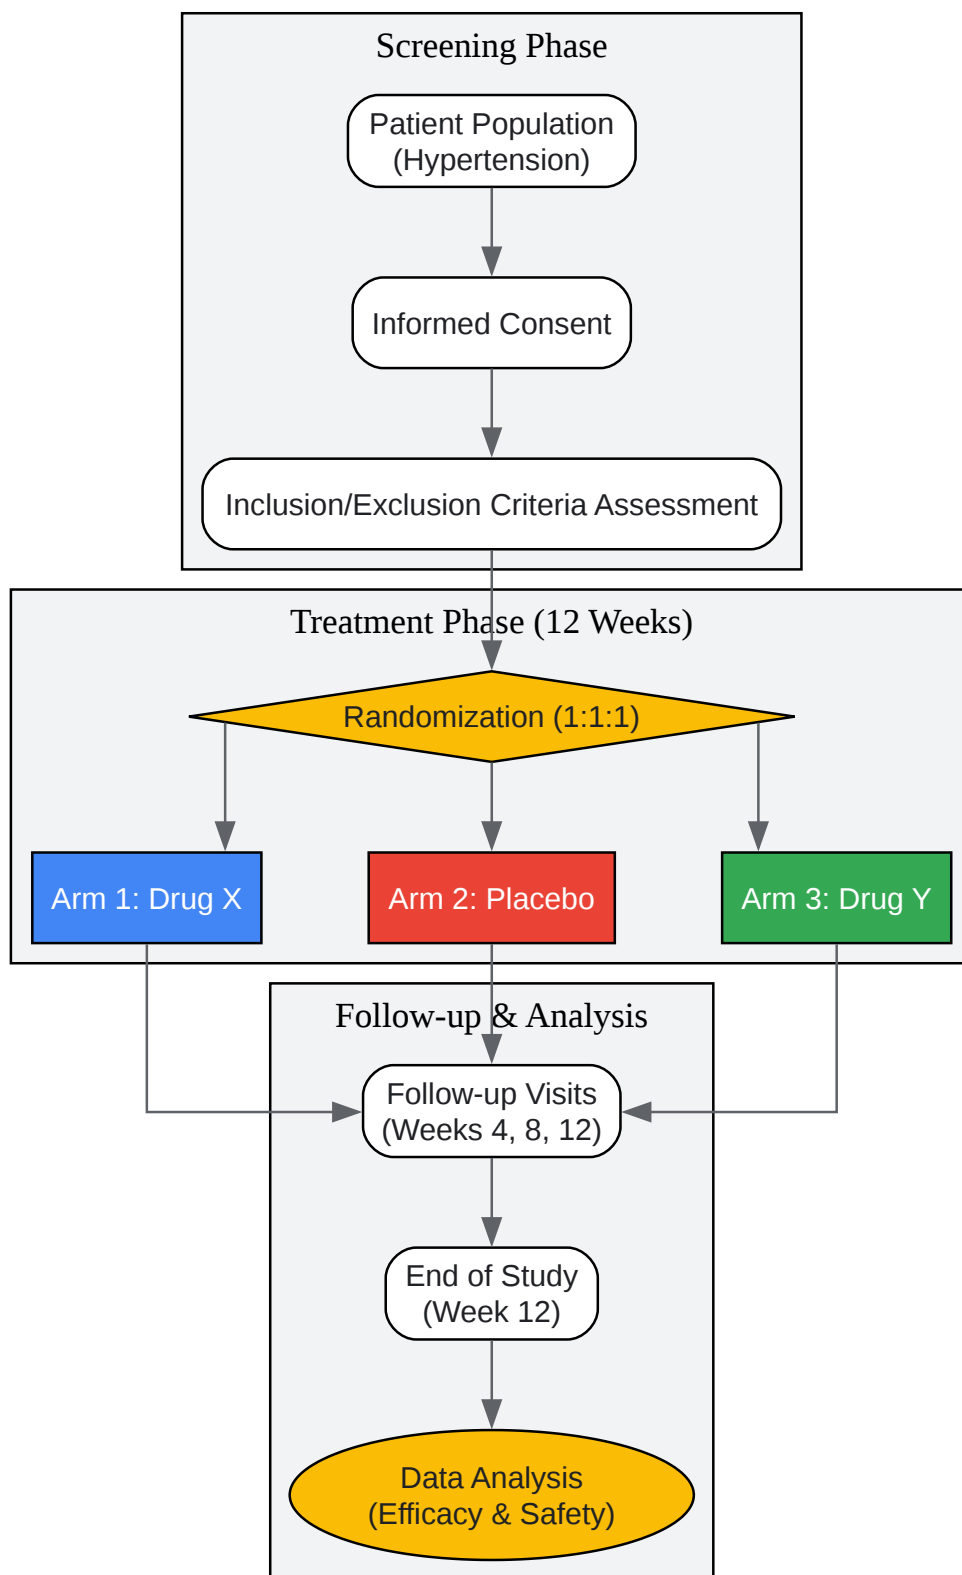 Screening Phase
Patient Population
(Hypertension)
Informed Consent
Inclusion/Exclusion Criteria Assessment
Treatment Phase (12 Weeks)
Randomization (1:1:1)
Arm 1: Drug X
Arm 2: Placebo
Arm 3: Drug Y
Follow-up & Analysis
Follow-up Visits
(Weeks 4, 8, 12)
End of Study
(Week 12)
Data Analysis
(Efficacy & Safety)